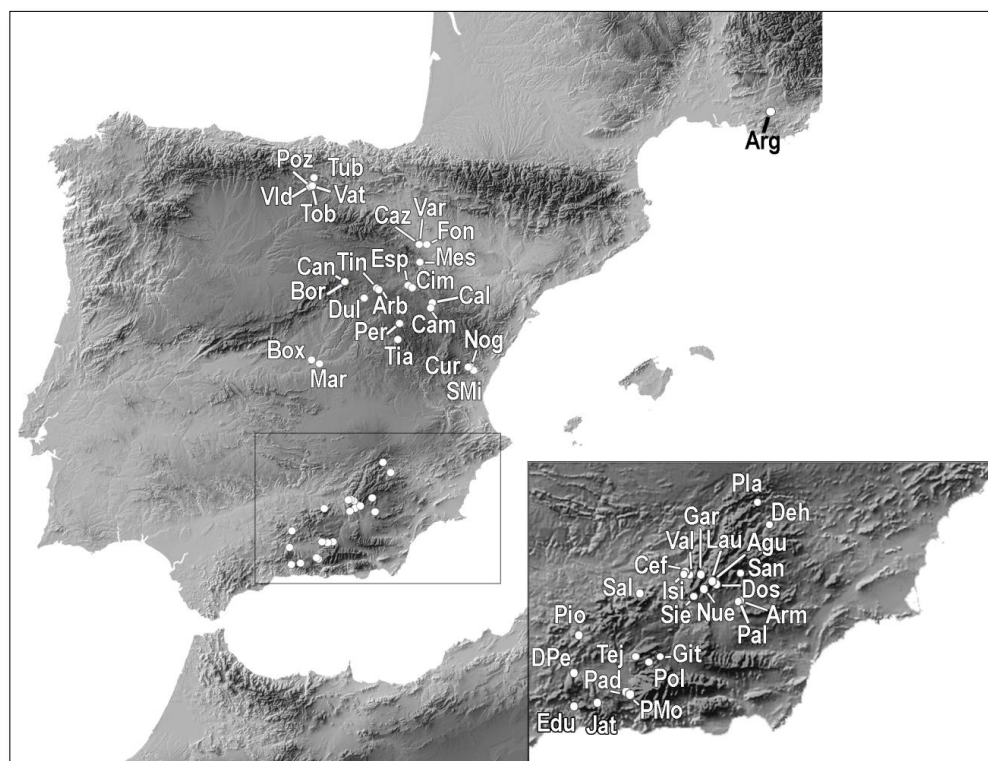 Arg
Poz
Tub
Vld
Vat
Tob
Var
Caz
Fon
Tin
Esp
Mes
Can
Cim
Bor
Cal
Dul
Arb
Cam
Per
Nog
Tia
Box
Cur
Mar
SMi
Pla
Gar
Deh
Val
Lau
Agu
Cef
San
Sal
Isi
Dos
Sie
Nue
Arm
Pio
Pal
DPe
Tej
Git
Pad
Pol
PMo
Edu
Jat